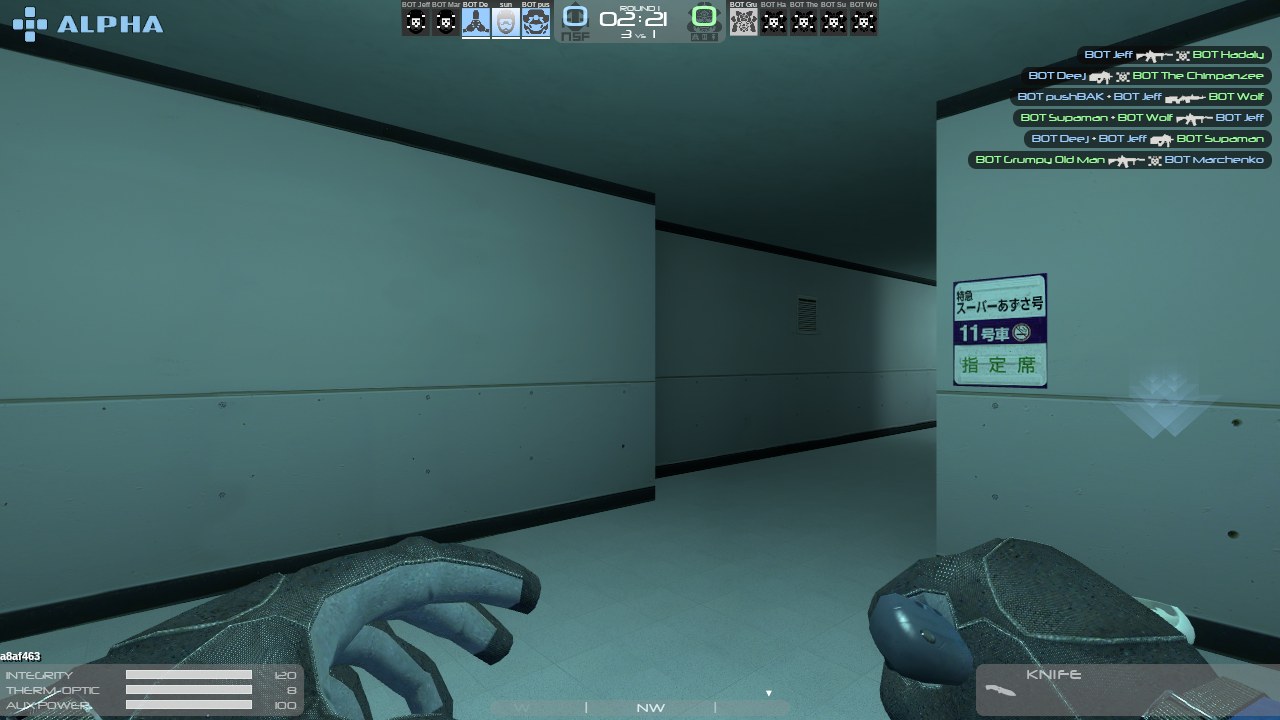 ALPHA
BOT Jeff BOT Mar BOT De sun BOT pus
0 NSF
ROUND 1
02:21
3 vs 1
0
BOT Gru BOT Ha BOT The BOT Su BOT Wo
BOT Jeff BOT Hadaly
BOT Deej BOT The Chimpanzee
BOT pushBAK + BOT Jeff BOT Wolf
BOT Supaman + BOT Wolf BOT Jeff
BOT Deej + BOT Jeff BOT Supaman
BOT Grumpy Old Man BOT Marchenko
特急
スーパーあずさ号
11号車
指定席
a8af463
INTEGRITY 120
THERM-OPTIC 8
AUX POWER 100
W | NW |
KNIFE